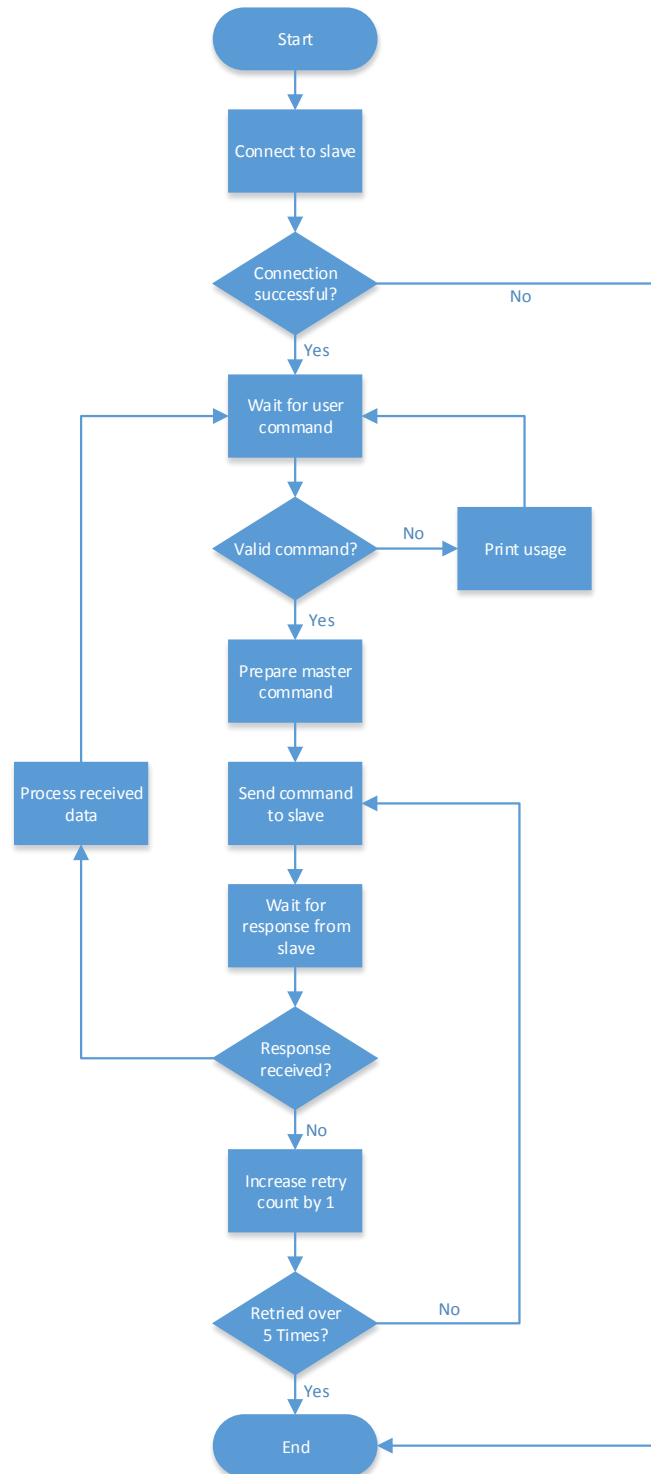 Start
Connect to slave
Connection
successful?
No
Yes
Wait for user
command
Valid command?
No
Print usage
Yes
Prepare master
command
Process received
data
Send command
to slave
Wait for
response from
slave
Response
received?
No
Increase retry
count by 1
Retried over
5 Times?
No
Yes
End